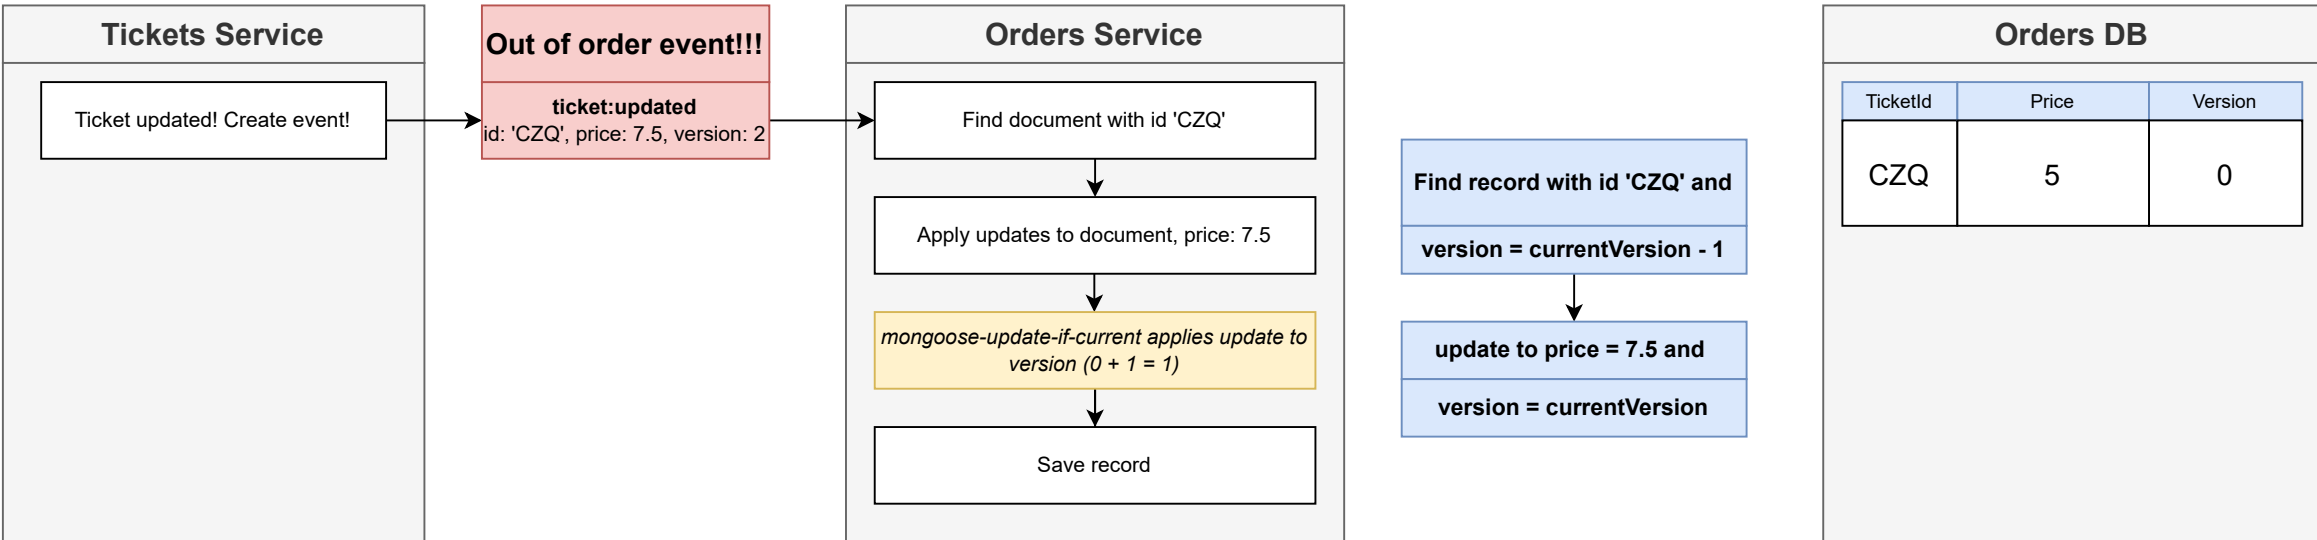 Tickets Service
Ticket updated! Create event!
Out of order event!!!
ticket:updated
id: 'CZQ', price: 7.5, version: 2
Orders Service
Find document with id 'CZQ'
Apply updates to document, price: 7.5
mongoose-update-if-current applies update to
version (0 + 1 = 1)
Save record
Find record with id 'CZQ' and
version = currentVersion - 1
update to price = 7.5 and
version = currentVersion
Orders DB
TicketId Price Version
CZQ 5 0